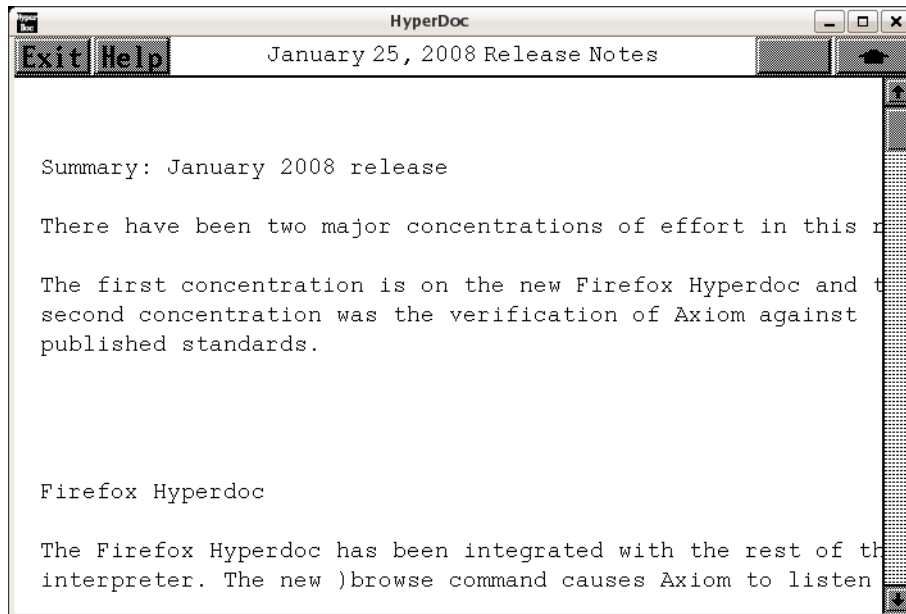 Hyper Doc
HyperDoc
Exit Help January 25, 2008 Release Notes
Summary: January 2008 release
There have been two major concentrations of effort in this
The first concentration is on the new Firefox Hyperdoc and
second concentration was the verification of Axiom against
published standards.
Firefox Hyperdoc
The Firefox Hyperdoc has been integrated with the rest of
interpreter. The new )browse command causes Axiom to listen